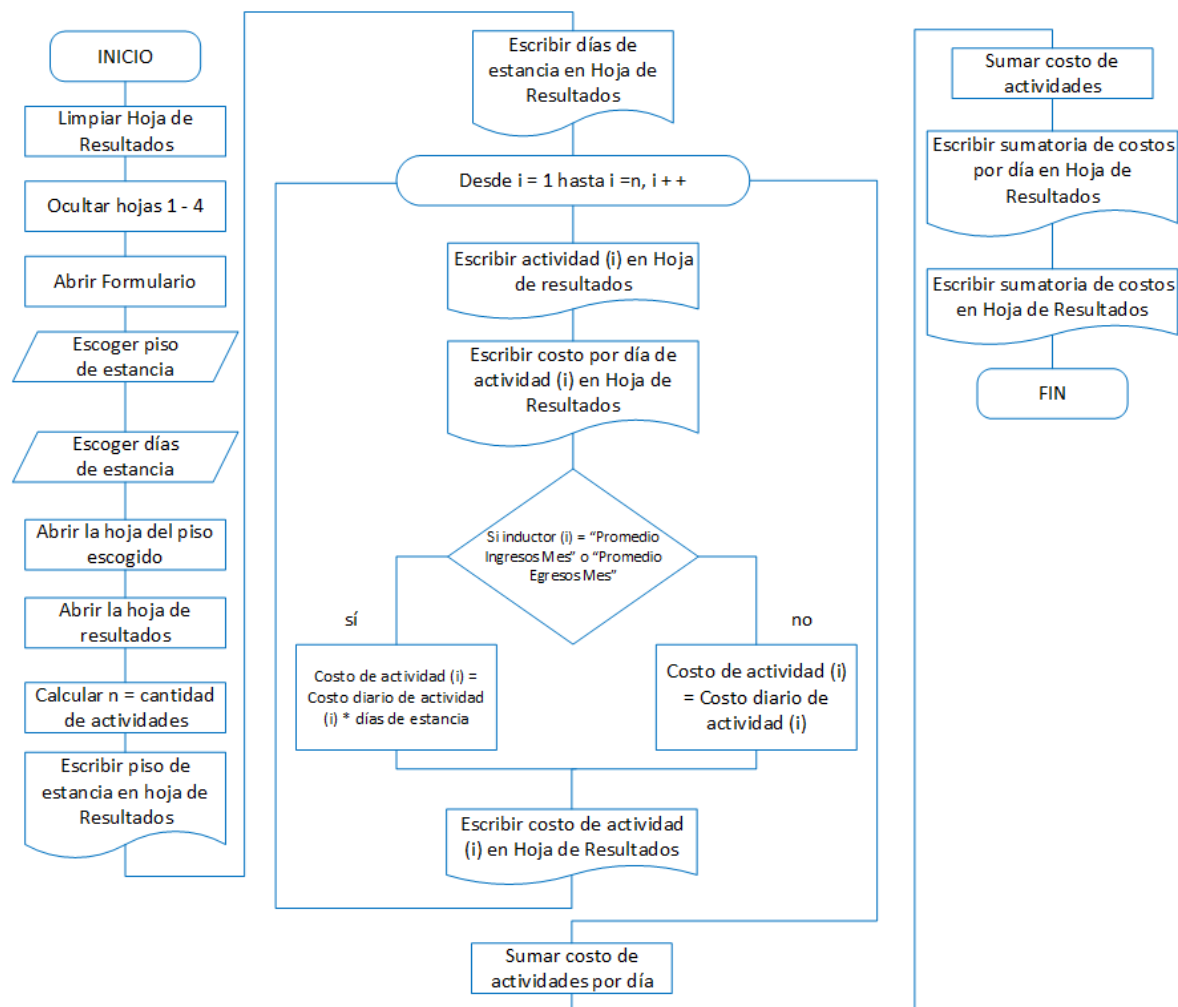 INICIO
Limpiar Hoja de
Resultados
Ocultar hojas 1 - 4
Abrir Formulario
Escoger piso
de estancia
Escoger días
de estancia
Abrir la hoja del piso
escogido
Abrir la hoja de
resultados
Calcular n = cantidad
de actividades
Escribir piso de
estancia en hoja de
Resultados
Escribir días de
estancia en Hoja de
Resultados
Desde i = 1 hasta i =n, i + +
Escribir actividad (i) en Hoja
de resultados
Escribir costo por día de
actividad (i) en Hoja de
Resultados
Si inductor (i) = “Promedio
Ingresos Mes” o “Promedio
Egresos Mes”
sí
no
Costo de actividad (i) =
Costo diario de actividad
(i) * días de estancia
Costo de actividad (i)
= Costo diario de
actividad (i)
Escribir costo de actividad
(i) en Hoja de Resultados
Sumar costo de
actividades por día
Sumar costo de
actividades
Escribir sumatoria de costos
por día en Hoja de
Resultados
Escribir sumatoria de costos
en Hoja de Resultados
FIN